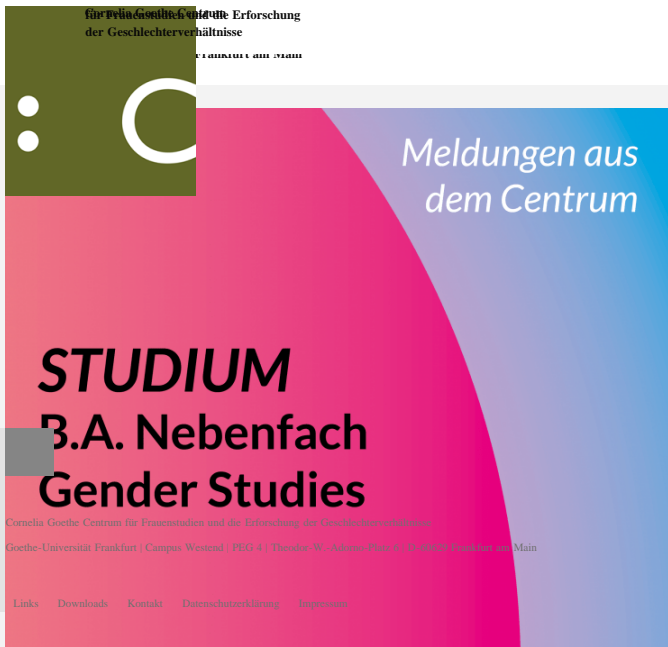 Cornelia Goethe Centrum
für Frauenstudien und die Erforschung
der Geschlechterverhältnisse
Frankfurt am Main
: C
Meldungen aus
dem Centrum
STUDIUM
B.A. Nebenfach
Gender Studies
Cornelia Goethe Centrum für Frauenstudien und die Erforschung der Geschlechterverhältnisse
Goethe-Universität Frankfurt | Campus Westend | PEG 4 | Theodor-W.-Adorno-Platz 6 | D-60629 Frankfurt am Main
Links Downloads Kontakt Datenschutzerklärung Impressum